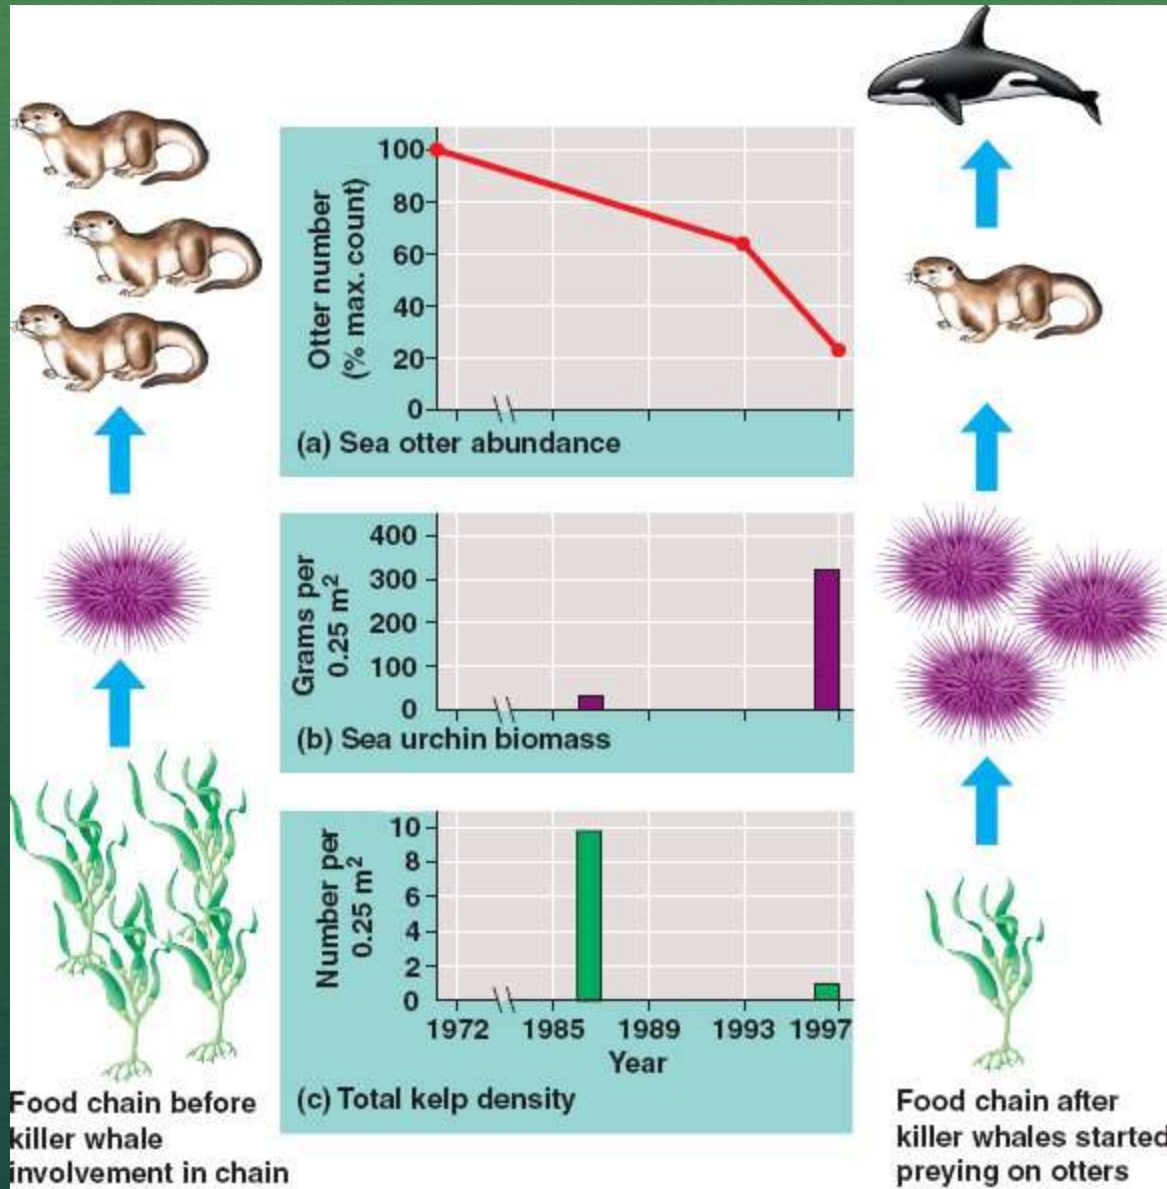 Otter number
(% max. count)
100
80
60
40
20
0
(a) Sea otter abundance
Grams per
0.25 m²
400
300
200
100
0
(b) Sea urchin biomass
Number per
0.25 m²
10
8
6
4
2
0
1972 1985 1989 1993 1997
Year
(c) Total kelp density
Food chain before
killer whale
involvement in chain
Food chain after
killer whales started
preying on otters